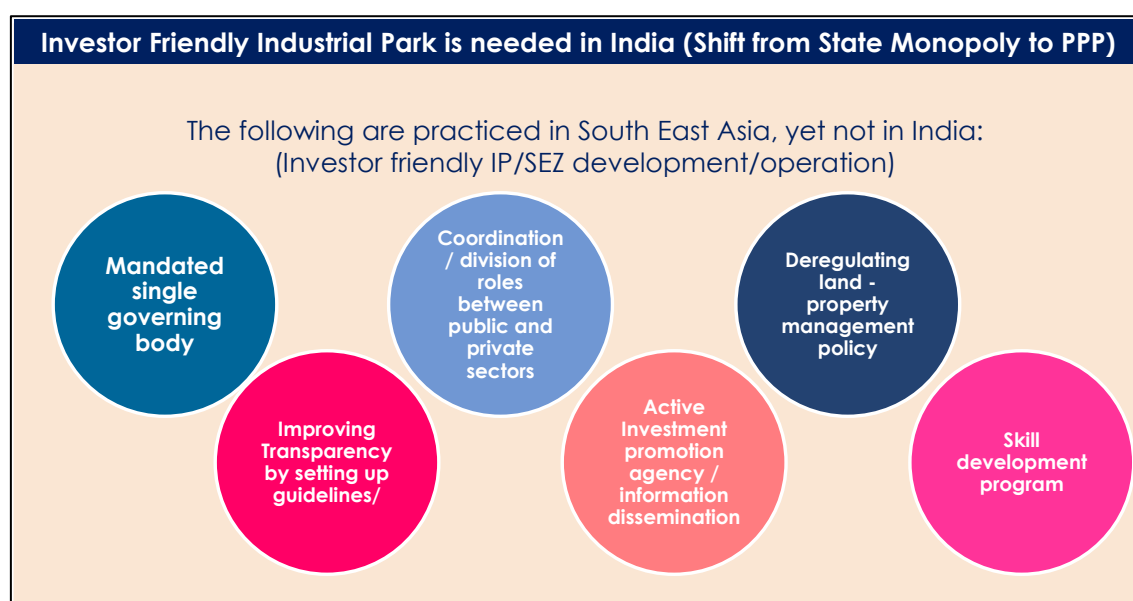 Investor Friendly Industrial Park is needed in India (Shift from State Monopoly to PPP)
The following are practiced in South East Asia, yet not in India:
(Investor friendly IP/SEZ development/operation)
Mandated
single
governing
body
Improving
Transparency
by setting up
guidelines/
Coordination
/ division of
roles
between
public and
private
sectors
Active
Investment
promotion
agency /
information
dissemination
Deregulating
land -
property
management
policy
Skill
development
program